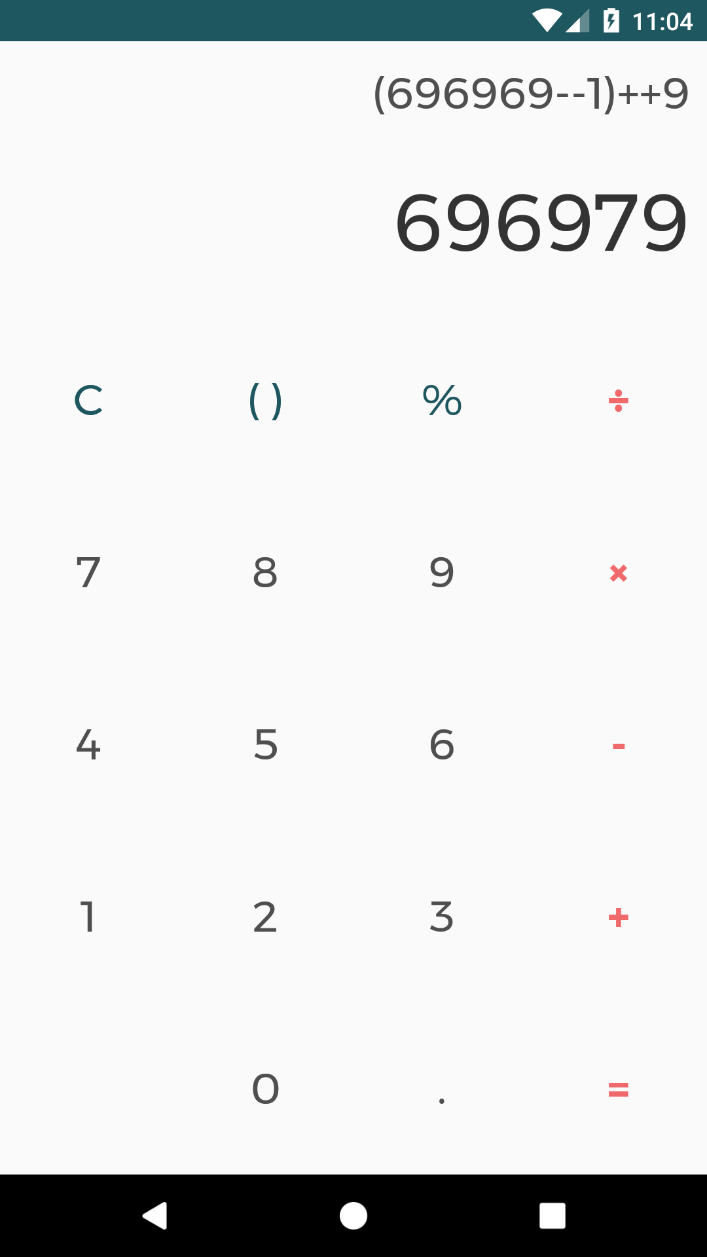 11:04
(696969--1)++9
696979
C ( ) % ÷
7 8 9 ×
4 5 6 -
1 2 3 +
0 . =